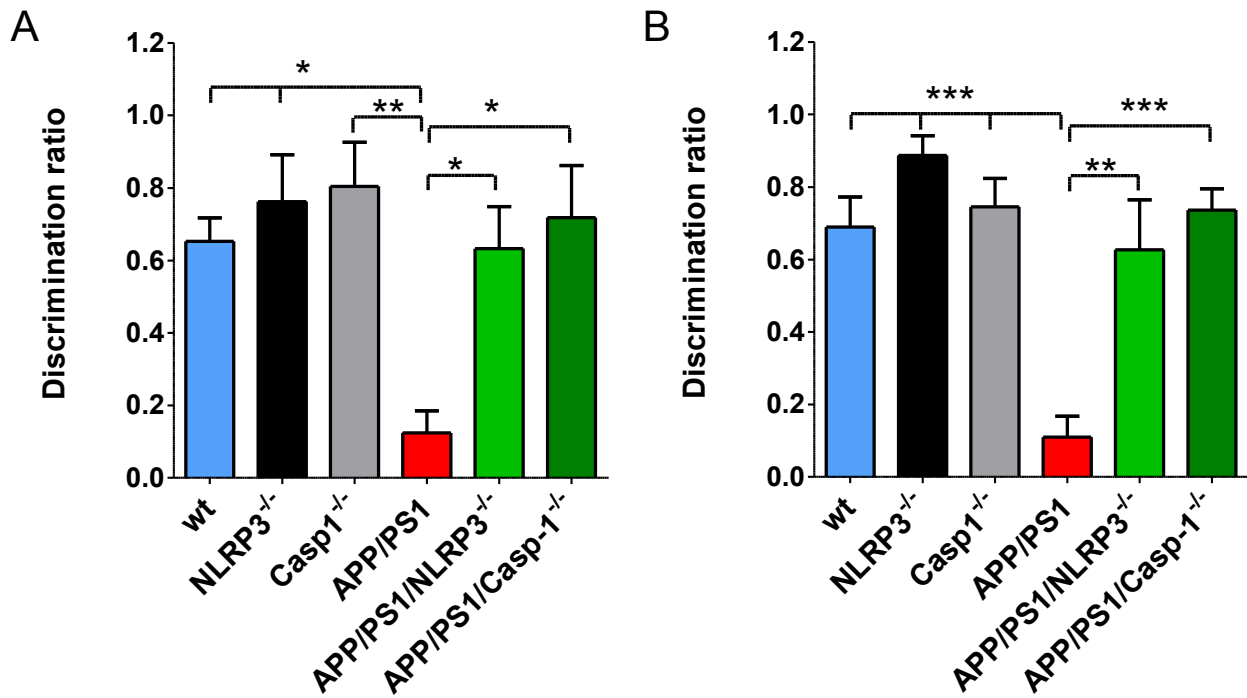 A
Discrimination ratio
1.2
1.0
0.8
0.6
0.4
0.2
0.0
*
**
*
*
wt
NLRP3-/-
Casp1-/-
APP/PS1
APP/PS1/NLRP3-/-
APP/PS1/Casp-1-/-
B
Discrimination ratio
1.2
1.0
0.8
0.6
0.4
0.2
0.0
***
***
**
wt
NLRP3-/-
Casp1-/-
APP/PS1
APP/PS1/NLRP3-/-
APP/PS1/Casp-1-/-